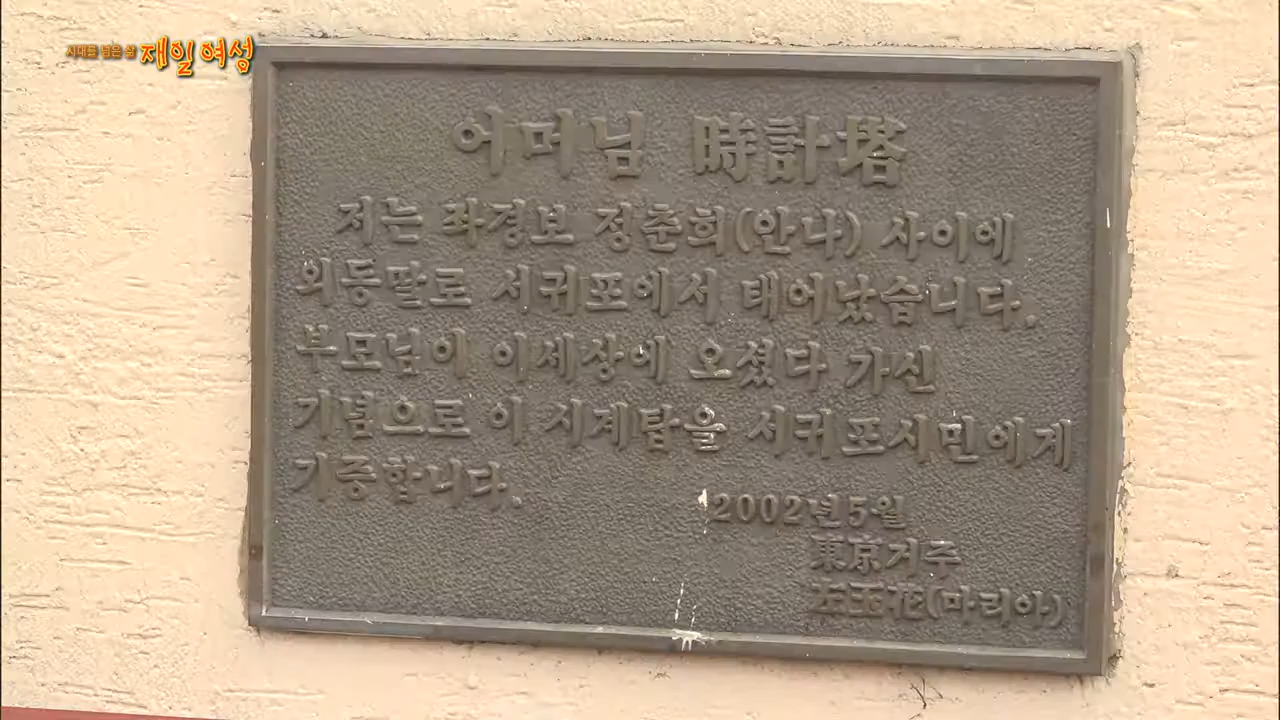 시대를 넘은 삶 재일여성
어머님 時計塔
저는 좌경보 정춘희(안나) 사이에
외동딸로 서귀포에서 태어났습니다.
부모님이 이세상에 오셨다 가신
기념으로 이 시계탑을 서귀포시민에게
기증합니다.
2002년5월
東京거주
左玉花(마리아)